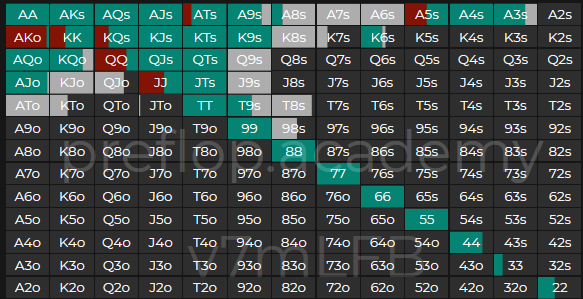 AA AKs AQs AJs ATs A9s A8s A7s A6s A5s A4s A3s A2s
AKo KK KQs KJs KTs K9s K8s K7s K6s K5s K4s K3s K2s
AQo KQo QQ QJs QTs Q9s Q8s Q7s Q6s Q5s Q4s Q3s Q2s
AJo KJo QJo JJ JTs J9s J8s J7s J6s J5s J4s J3s J2s
ATo KTo QTo JTo TT T9s T8s T7s T6s T5s T4s T3s T2s
A9o K9o Q9o J9o T9o 99 98s 97s 96s 95s 94s 93s 92s
A8o K8o Q8o J8o T8o 98o 88 87s 86s 85s 84s 83s 82s
preflop.academy
A7o K7o Q7o J7o T7o 97o 87o 77 76s 75s 74s 73s 72s
A6o K6o Q6o J6o T6o 96o 86o 76o 66 65s 64s 63s 62s
A5o K5o Q5o J5o T5o 95o 85o 75o 65o 55 54s 53s 52s
A4o K4o Q4o J4o T4o 94o 84o 74o 64o 54o 44 43s 42s
v7mLFB
A3o K3o Q3o J3o T3o 93o 83o 73o 63o 53o 43o 33 32s
A2o K2o Q2o J2o T2o 92o 82o 72o 62o 52o 42o 32o 22